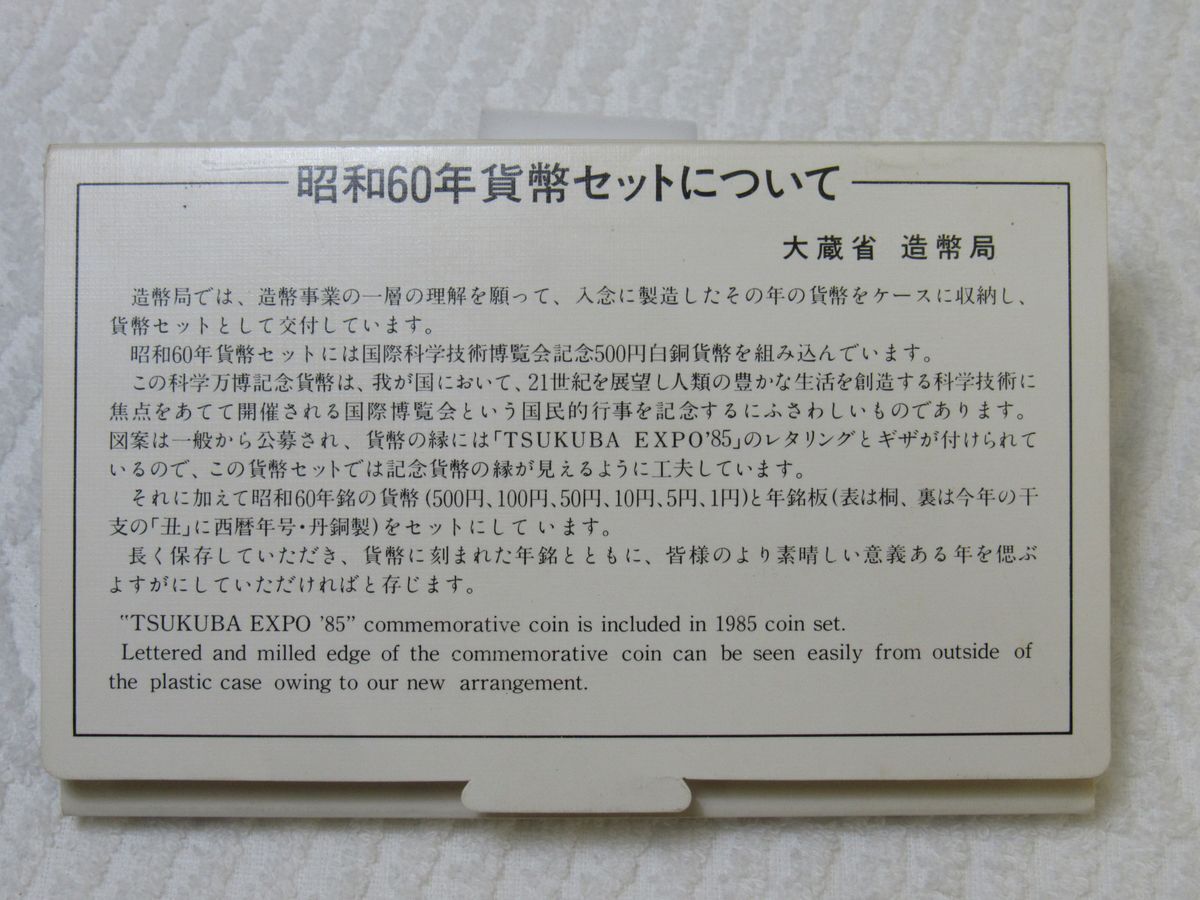 昭和60年貨幣セットについて
大蔵省 造幣局
造幣局では、造幣事業の一層の理解を願って、入念に製造したその年の貨幣をケースに収納し、
貨幣セットとして交付しています。
昭和60年貨幣セットには国際科学技術博覧会記念500円白銅貨幣を組み込んでいます。
この科学万博記念貨幣は、我が国において、21世紀を展望し人類の豊かな生活を創造する科学技術に
焦点をあてて開催される国際博覧会という国民的行事を記念するにふさわしいものであります。
図案は一般から公募され、貨幣の縁には「TSUKUBA EXPO'85」のレタリングとギザが付けられて
いるので、この貨幣セットでは記念貨幣の縁が見えるように工夫しています。
それに加えて昭和60年銘の貨幣(500円、100円、50円、10円、5円、1円)と年銘板(表は桐、裏は今年の干
支の「丑」に西暦年号・丹銅製)をセットにしています。
長く保存していただき、貨幣に刻まれた年銘とともに、皆様のより素晴しい意義ある年を偲ぶ
よすがにしていただければと存じます。
"TSUKUBA EXPO '85" commemorative coin is included in 1985 coin set.
Lettered and milled edge of the commemorative coin can be seen easily from outside of
the plastic case owing to our new arrangement.